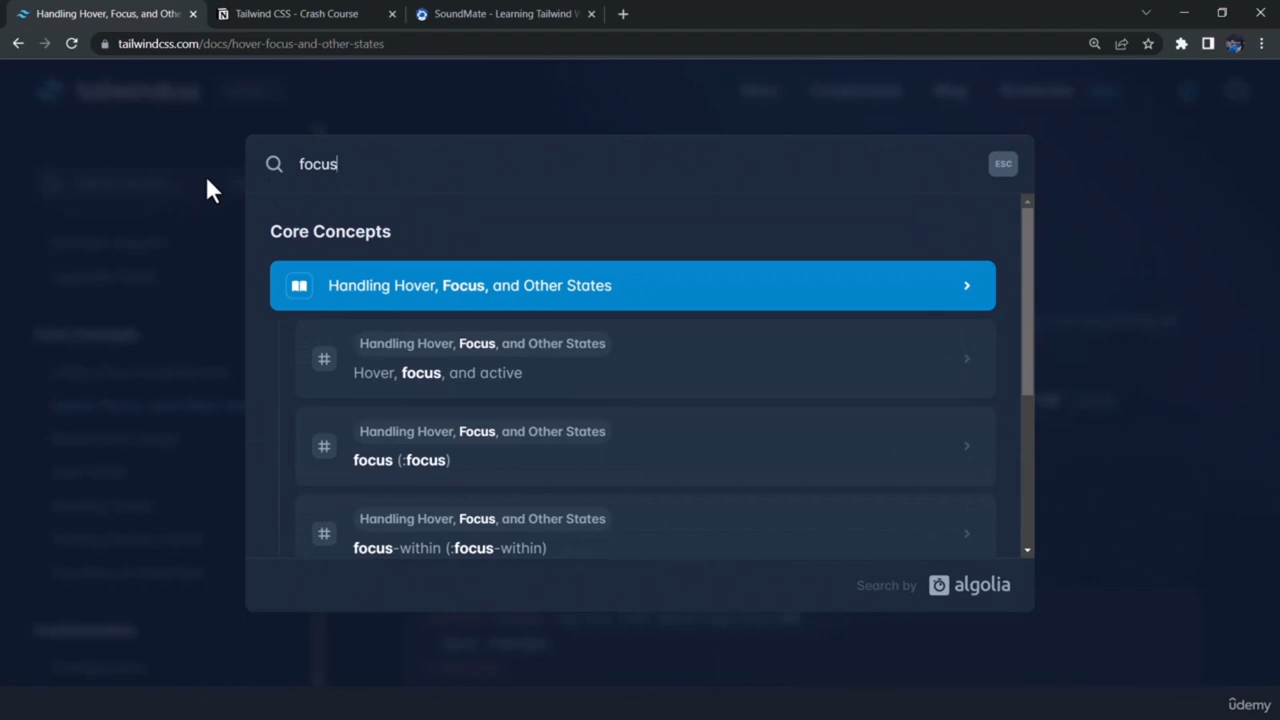 Handling Hover, Focus, and Othe
Tailwind CSS - Crash Course
SoundMate - Learning Tailwind
tailwindcss.com/docs/hover-focus-and-other-states
tailwindcss
focus
ESC
Core Concepts
Handling Hover, Focus, and Other States
Handling Hover, Focus, and Other States
Hover, focus, and active
Handling Hover, Focus, and Other States
focus (:focus)
Handling Hover, Focus, and Other States
focus-within (:focus-within)
Search by algolia
ûdemy